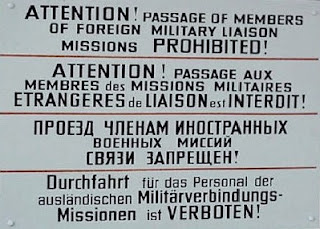 ATTENTION! PASSAGE OF MEMBERS
OF FOREIGN MILITARY LIAISON
MISSIONS PROHIBITED!
ATTENTION! PASSAGE AUX
MEMBRES des MISSIONS MILITAIRES
ETRANGERES de LIAISON est INTERDIT!
ПРОЕЗД ЧЛЕНАМ ИНОСТРАННЫХ
ВОЕННЫХ МИССИЙ
СВЯЗИ ЗАПРЕЩЕН!
Durchfahrt für das Personal der
ausländischen Militärverbindungs-
Missionen ist VERBOTEN!